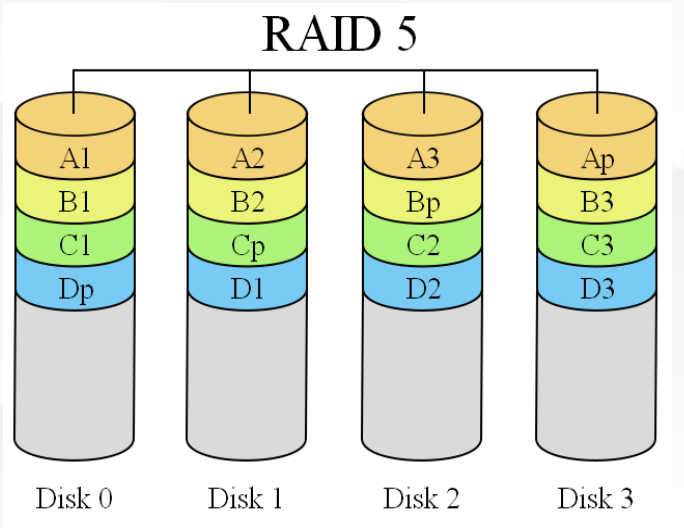 RAID 5
A1 A2 A3 Ap
B1 B2 Bp B3
C1 Cp C2 C3
Dp D1 D2 D3
Disk 0 Disk 1 Disk 2 Disk 3